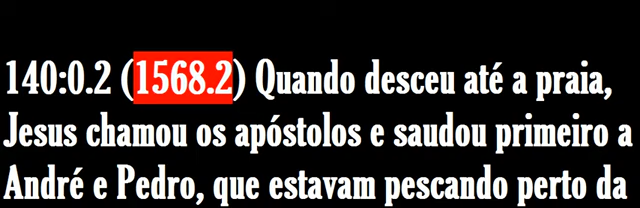 140:0.2 (1568.2) Quando desceu até a praia,
Jesus chamou os apóstolos e saudou primeiro a
André e Pedro, que estavam pescando perto da